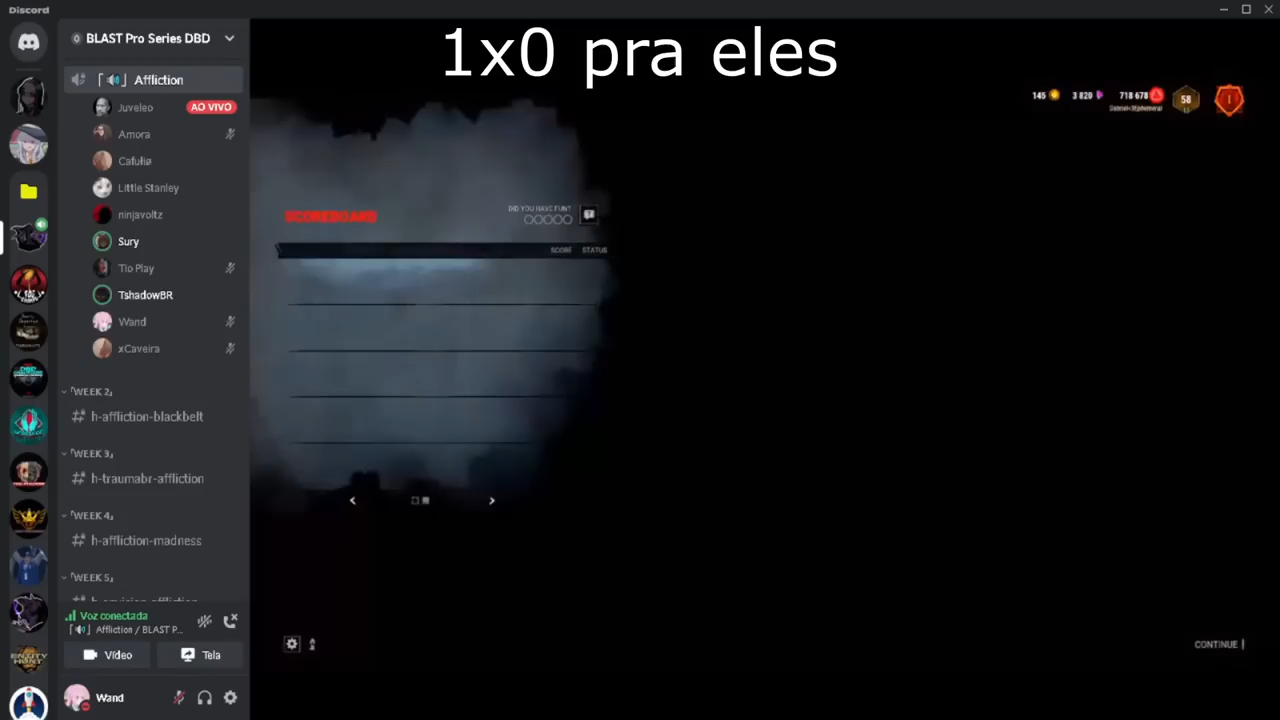 Discord
BLAST Pro Series DBD
1x0 pra eles
Affliction
Juveleo
AO VIVO
Amora
Cafulia
Little Stanley
ninjavoltz
Sury
Tio Play
TshadowBR
Wand
xCaveira
「WEEK 2」
h-affliction-blackbelt
「WEEK 3」
h-traumabr-affliction
「WEEK 4」
h-affliction-madness
「WEEK 5」
Voz conectada
Affliction / BLAST P...
Vídeo
Tela
Wand
145
3 820
718 678
58
I
SCOREBOARD
DID YOU HAVE FUN?
SCORE STATUS
CONTINUE